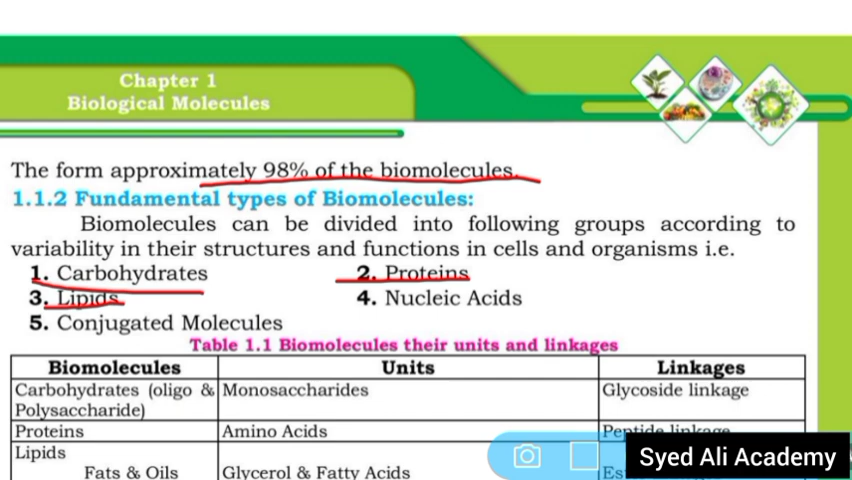 Chapter 1
Biological Molecules
The form approximately 98% of the biomolecules.
1.1.2 Fundamental types of Biomolecules:
Biomolecules can be divided into following groups according to
variability in their structures and functions in cells and organisms i.e.
1. Carbohydrates 2. Proteins
3. Lipids 4. Nucleic Acids
5. Conjugated Molecules
Table 1.1 Biomolecules their units and linkages
Biomolecules Units Linkages
Carbohydrates (oligo & Monosaccharides Glycoside linkage
Polysaccharide)
Proteins Amino Acids Peptide linkage
Lipids
Fats & Oils Glycerol & Fatty Acids
Syed Ali Academy